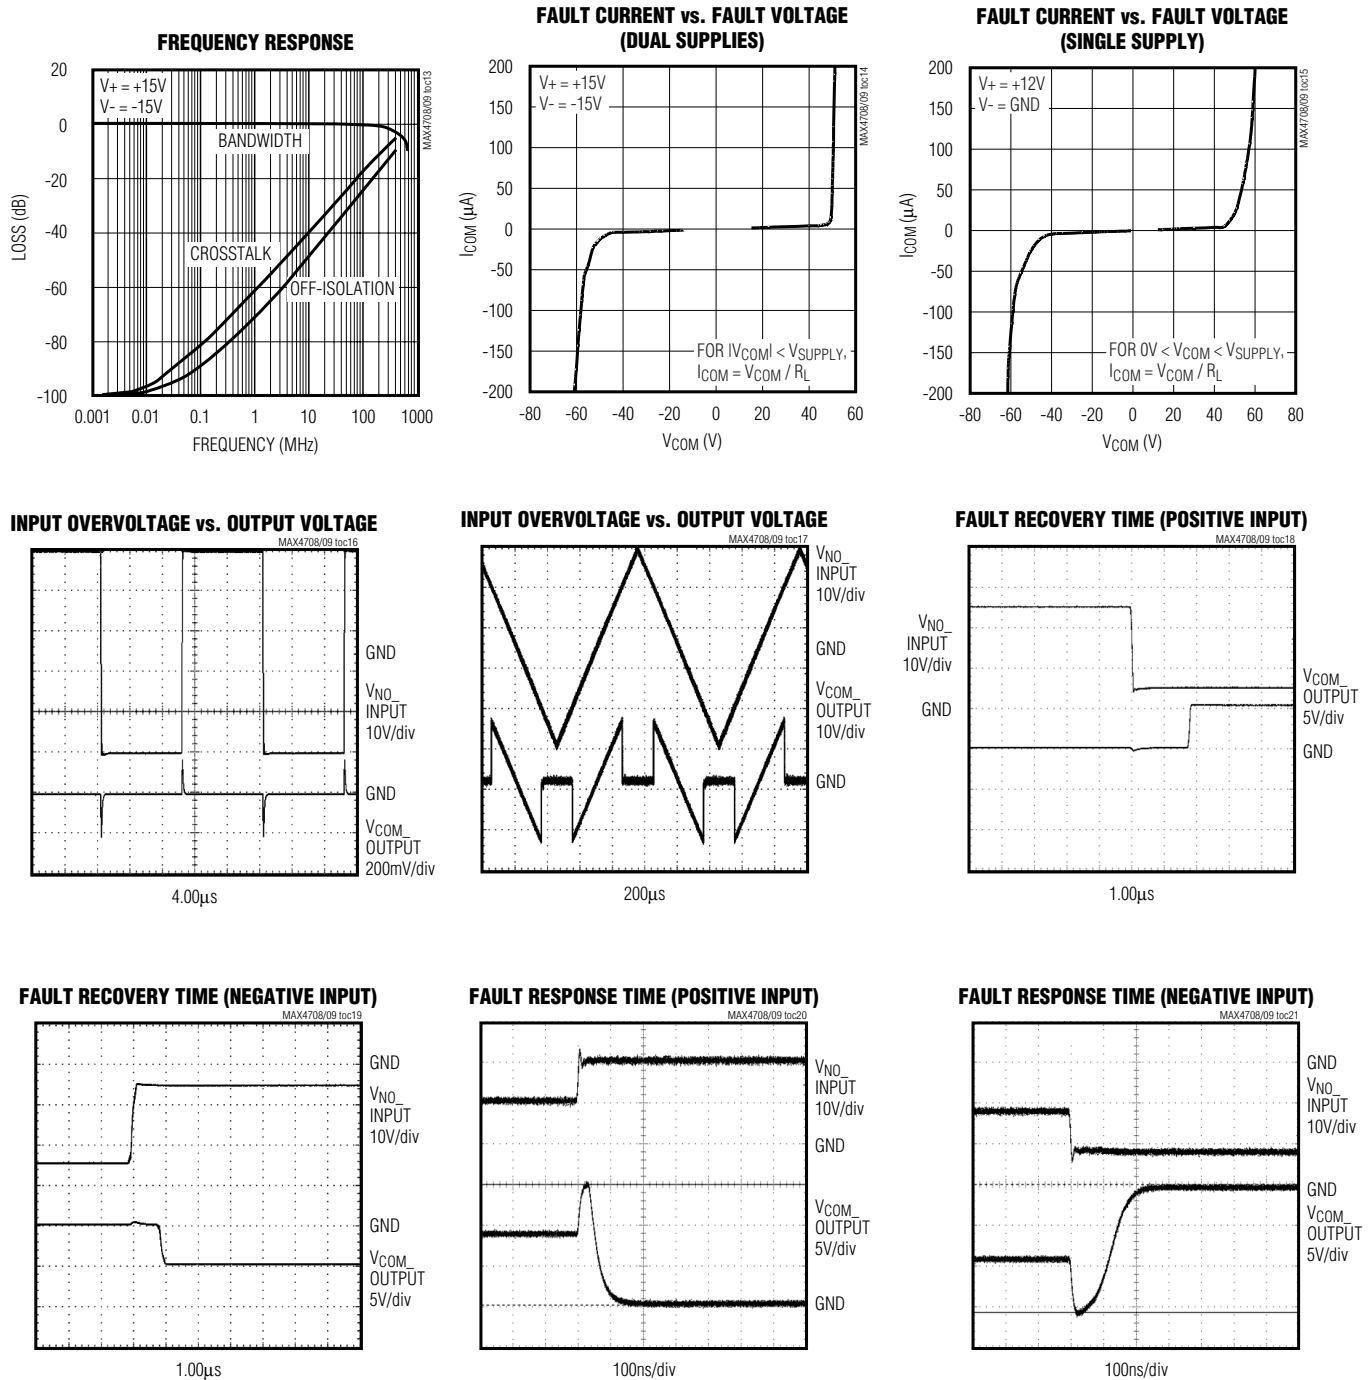 FREQUENCY RESPONSE
MAX4708/09 toc13
V+ = +15V
V- = -15V
BANDWIDTH
CROSSTALK
OFF-ISOLATION
LOSS (dB)
20
0
-20
-40
-60
-80
-100
0.001 0.01 0.1 1 10 100 1000
FREQUENCY (MHz)
FAULT CURRENT vs. FAULT VOLTAGE
(DUAL SUPPLIES)
MAX4708/09 toc14
V+ = +15V
V- = -15V
ICOM (µA)
200
150
100
50
0
-50
-100
-150
-200
FOR |VCOM| < VSUPPLY,
ICOM = VCOM / RL
-80 -60 -40 -20 0 20 40 60
VCOM (V)
FAULT CURRENT vs. FAULT VOLTAGE
(SINGLE SUPPLY)
MAX4708/09 toc15
V+ = +12V
V- = GND
ICOM (µA)
200
150
100
50
0
-50
-100
-150
-200
FOR 0V < VCOM < VSUPPLY,
ICOM = VCOM / RL
-80 -60 -40 -20 0 20 40 60 80
VCOM (V)
INPUT OVERVOLTAGE vs. OUTPUT VOLTAGE
MAX4708/09 toc16
GND
VNO_
INPUT
10V/div
GND
VCOM_
OUTPUT
200mV/div
4.00µs
INPUT OVERVOLTAGE vs. OUTPUT VOLTAGE
MAX4708/09 toc17
VNO_
INPUT
10V/div
GND
VCOM_
OUTPUT
10V/div
GND
200µs
FAULT RECOVERY TIME (POSITIVE INPUT)
MAX4708/09 toc18
VNO_
INPUT
10V/div
GND
VCOM_
OUTPUT
5V/div
GND
1.00µs
FAULT RECOVERY TIME (NEGATIVE INPUT)
MAX4708/09 toc19
GND
VNO_
INPUT
10V/div
GND
VCOM_
OUTPUT
5V/div
1.00µs
FAULT RESPONSE TIME (POSITIVE INPUT)
MAX4708/09 toc20
VNO_
INPUT
10V/div
GND
VCOM_
OUTPUT
5V/div
GND
100ns/div
FAULT RESPONSE TIME (NEGATIVE INPUT)
MAX4708/09 toc21
GND
VNO_
INPUT
10V/div
GND
VCOM_
OUTPUT
5V/div
100ns/div